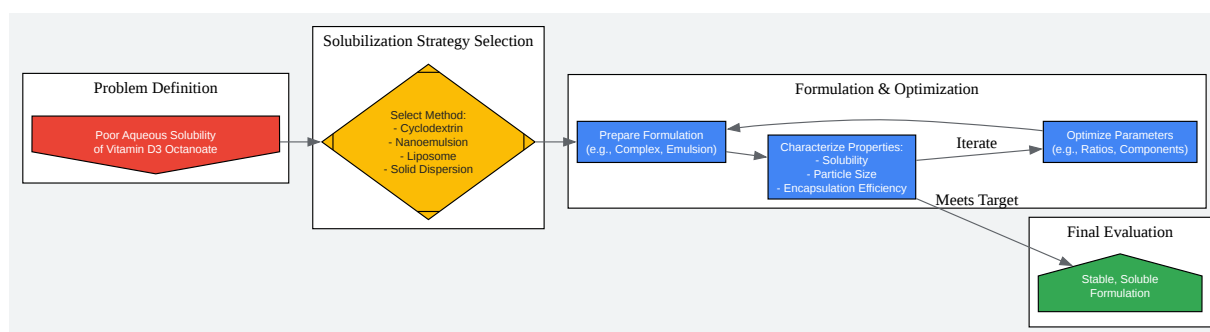 Problem Definition
Poor Aqueous Solubility
of Vitamin D3 Octanoate
Solubilization Strategy Selection
Select Method:
- Cyclodextrin
- Nanoemulsion
- Liposome
- Solid Dispersion
Formulation & Optimization
Prepare Formulation
(e.g., Complex, Emulsion)
Characterize Properties:
- Solubility
- Particle Size
- Encapsulation Efficiency
Iterate
Optimize Parameters
(e.g., Ratios, Components)
Meets Target
Final Evaluation
Stable, Soluble
Formulation